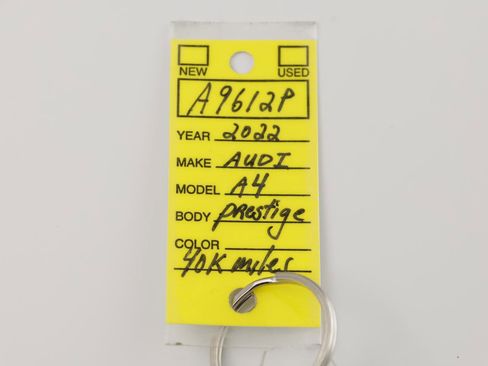 NEW USED
A9612P
YEAR 2022
MAKE AUDI
MODEL A4
BODY prestige
COLOR
40K miles